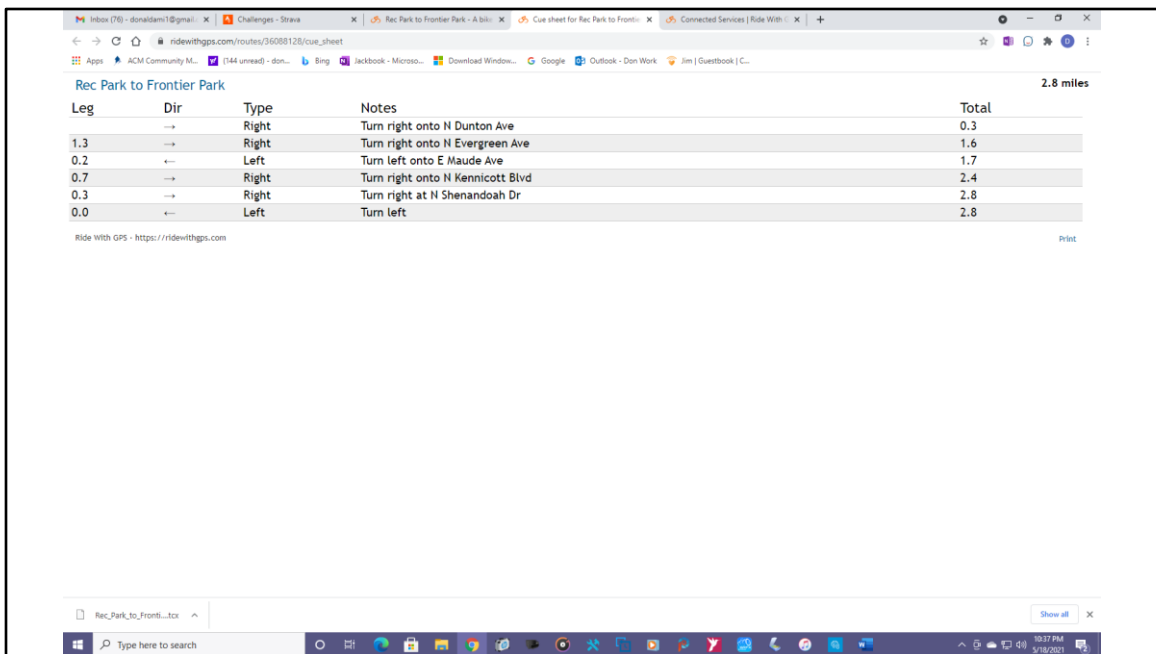 Inbox (76) - donaldami1@gmail. Challenges - Strava Rec Park to Frontier Park - A bike Cue sheet for Rec Park to Frontier Connected Services | Ride With G
ridewithgps.com/routes/36088128/cue_sheet
Apps ACM Community M... (144 unread) - don... Bing Jackbook - Microso... Download Window... Google Outlook - Don Work Jim | Guestbook | C...
Rec Park to Frontier Park 2.8 miles
Leg Dir Type Notes Total
→ Right Turn right onto N Dunton Ave 0.3
1.3 → Right Turn right onto N Evergreen Ave 1.6
0.2 ← Left Turn left onto E Maude Ave 1.7
0.7 → Right Turn right onto N Kennicott Blvd 2.4
0.3 → Right Turn right at N Shenandoah Dr 2.8
0.0 ← Left Turn left 2.8
Ride With GPS - https://ridewithgps.com Print
Rec_Park_to_Fronti....tcx Show all
Type here to search 10:37 PM
5/18/2021